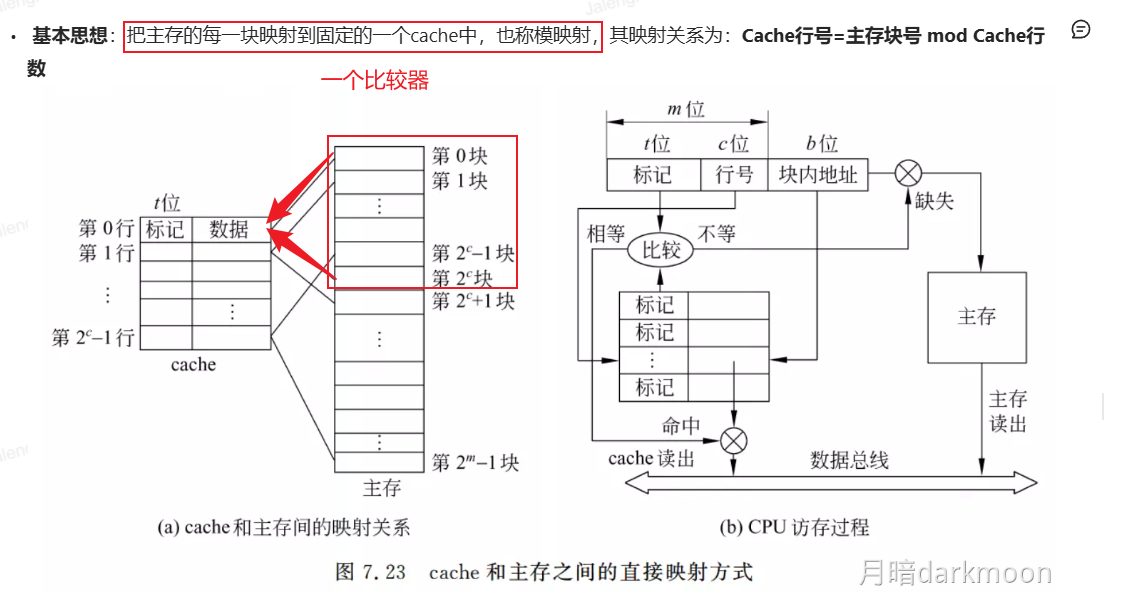 Jaleng
• 基本思想：把主存的每一块映射到固定的一个cache中，也称模映射，其映射关系为：Cache行号=主存块号 mod Cache行
数
一个比较器
t位
第 0 行 标记 数据
第 1 行
⋮
⋮
第 2^c−1 行
cache
第 0 块
第 1 块
⋮
第 2^c−1 块
第 2^c 块
第 2^c+1 块
⋮
⋮
第 2^m−1 块
主存
(a) cache 和主存间的映射关系
m 位
t位 c 位 b 位
标记 行号 块内地址
缺失
相等 比较 不等
标记
标记
⋮
标记
主存
命中
cache 读出
主存
读出
数据总线
(b) CPU 访存过程
图 7.23 cache 和主存之间的直接映射方式
月暗darkmoon